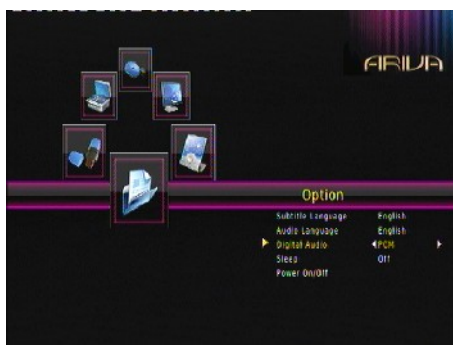 ARIVA
Option
Subtitle Language English
Audio Language English
Digital Audio PCM
Sleep Off
Power On/Off